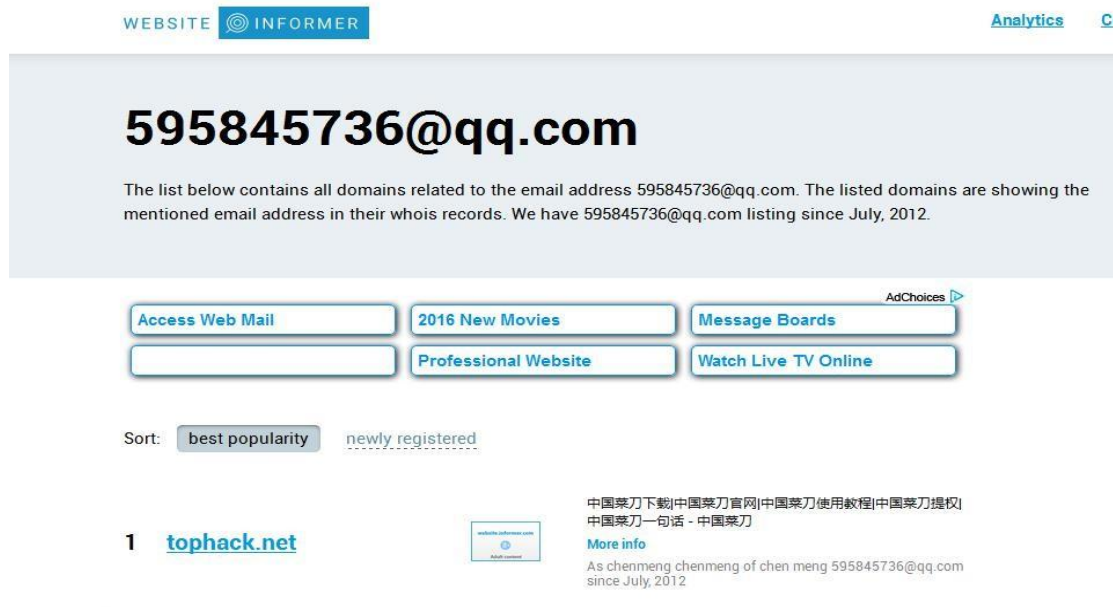 WEBSITE INFORMER
Analytics
C
595845736@qq.com
The list below contains all domains related to the email address 595845736@qq.com. The listed domains are showing the
mentioned email address in their whois records. We have 595845736@qq.com listing since July, 2012.
AdChoices
Access Web Mail
2016 New Movies
Message Boards
Professional Website
Watch Live TV Online
Sort: best popularity newly registered
1 tophack.net
website.informer.com
Adult content
中国菜刀下载|中国菜刀官网|中国菜刀使用教程|中国菜刀提权|
中国菜刀一句话 - 中国菜刀
More info
As chenmeng chenmeng of chen meng 595845736@qq.com
since July, 2012